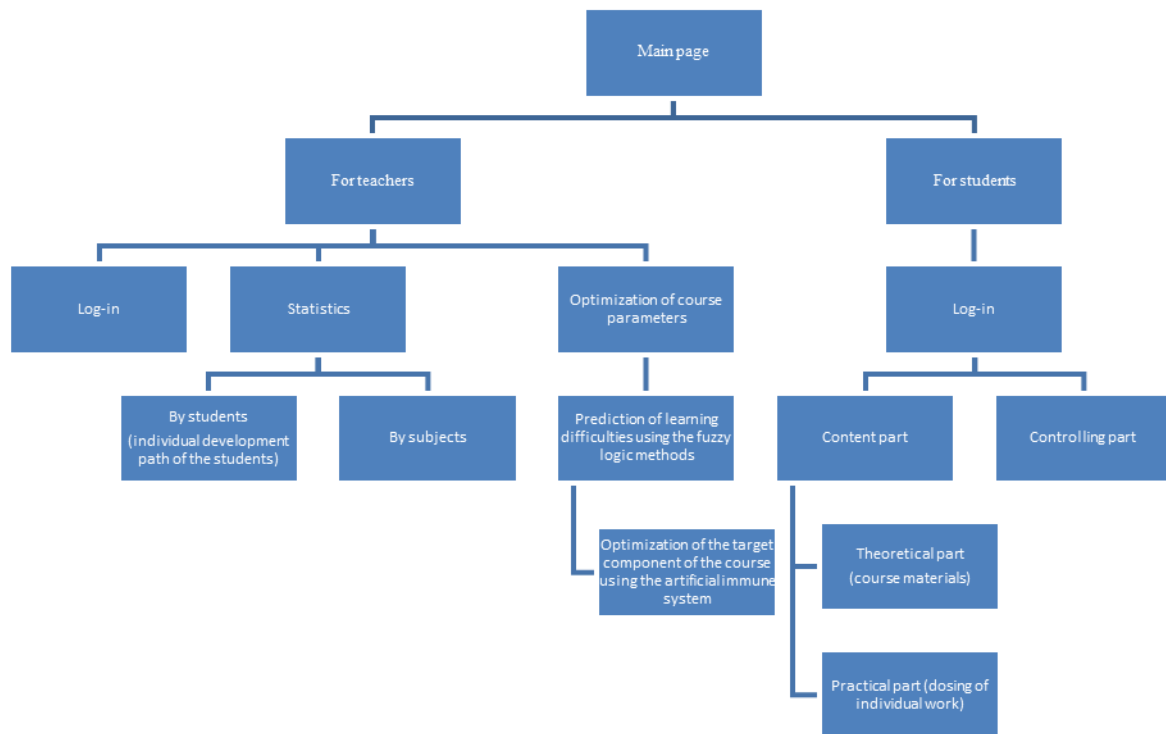 Main page
For teachers
For students
Log-in
Statistics
Optimization of course
parameters
Log-in
By students
(individual development
path of the students)
By subjects
Prediction of learning
difficulties using the fuzzy
logic methods
Content part
Controlling part
Optimization of the target
component of the course
using the artificial immune
system
Theoretical part
(course materials)
Practical part (dosing of
individual work)